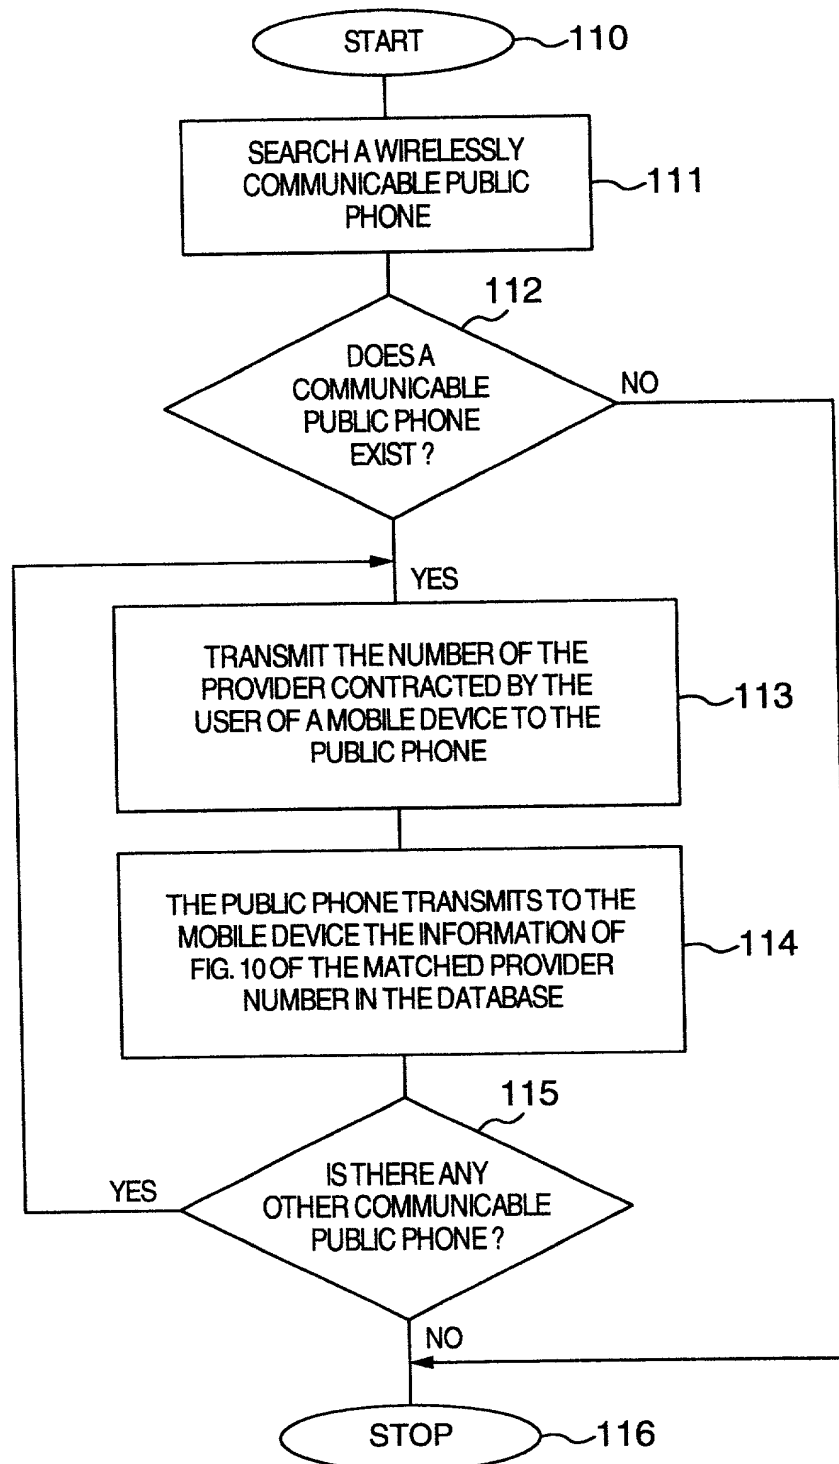 START
110
SEARCH A WIRELESSLY
COMMUNICABLE PUBLIC
PHONE
111
112
DOES A
COMMUNICABLE
PUBLIC PHONE
EXIST ?
NO
YES
TRANSMIT THE NUMBER OF THE
PROVIDER CONTRACTED BY THE
USER OF A MOBILE DEVICE TO THE
PUBLIC PHONE
113
THE PUBLIC PHONE TRANSMITS TO THE
MOBILE DEVICE THE INFORMATION OF
FIG. 10 OF THE MATCHED PROVIDER
NUMBER IN THE DATABASE
114
115
IS THERE ANY
OTHER COMMUNICABLE
PUBLIC PHONE ?
YES
NO
STOP
116